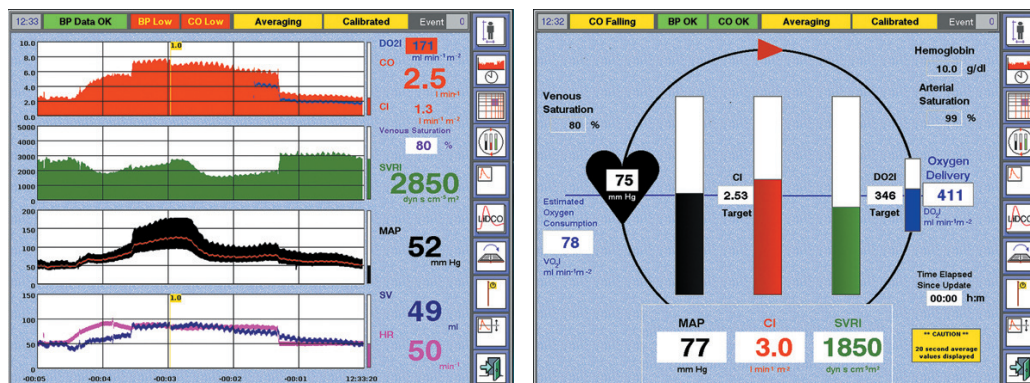 12:33 BP Data OK BP Low CO Low Averaging Calibrated Event 0
10.0
8.0
6.0
4.0
2.0
0.0
1.0
DO2I 171
ml min⁻¹m⁻²
CO
2.5
l min⁻¹
CI 1.3
l min⁻¹ m⁻²
5000
4000
3000
2000
1000
0
Venous Saturation
80 %
SVRI
2850
dyn s cm⁻⁵m²
200
150
100
50
0
MAP
52
mm Hg
150
100
50
0
1.0
SV
49
ml
HR
50
min⁻¹
-00:05 -00:04 -00:03 -00:02 -00:01 12:33:20
LiDCO
12:32 CO Falling BP OK CO OK Averaging Calibrated Event 0
Hemoglobin
10.0 g/dl
Venous
Saturation
80 %
Arterial
Saturation
99 %
75
mm Hg
CI
2.53
Target
DO2I
346
Target
Oxygen
Delivery
411
DO₂I
ml min⁻¹m⁻²
Estimated
Oxygen
Consumption
78
VO₂I
ml min⁻¹m⁻²
Time Elapsed
Since Update
00:00 h:m
MAP CI SVRI
77 3.0 1850
mm Hg l min⁻¹ m² dyn s cm⁻⁵m²
** CAUTION **
20 second average
values displayed
LiDCO